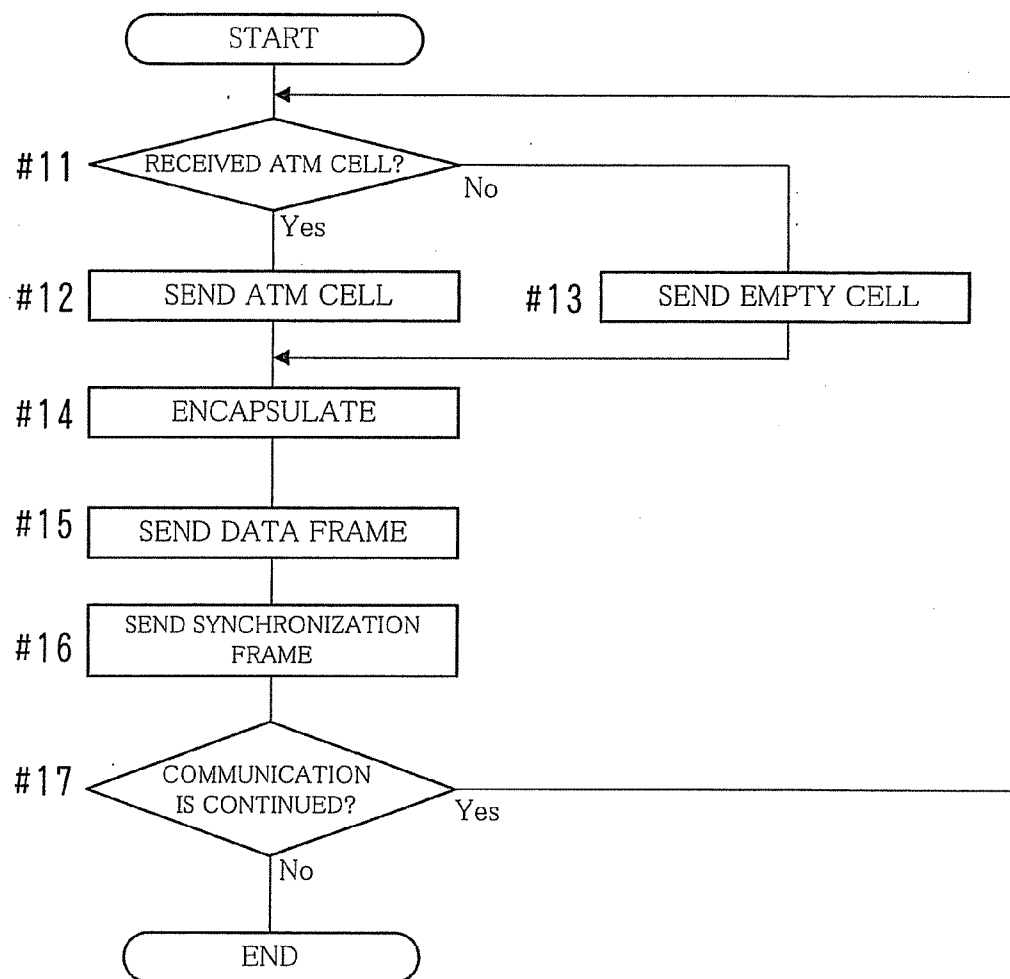 START
#11
RECEIVED ATM CELL?
No
Yes
#12
SEND ATM CELL
#13
SEND EMPTY CELL
#14
ENCAPSULATE
#15
SEND DATA FRAME
#16
SEND SYNCHRONIZATION
FRAME
#17
COMMUNICATION
IS CONTINUED?
Yes
No
END